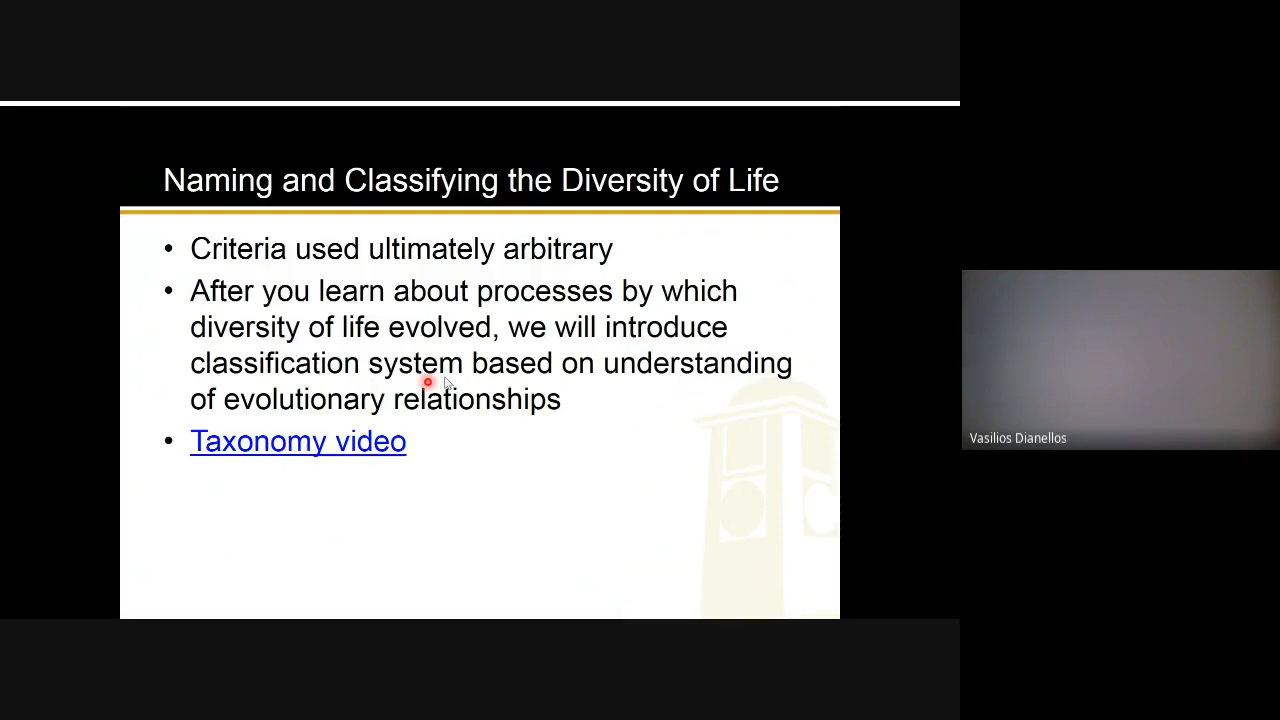 Naming and Classifying the Diversity of Life
• Criteria used ultimately arbitrary
• After you learn about processes by which
diversity of life evolved, we will introduce
classification system based on understanding
of evolutionary relationships
• Taxonomy video
C
Vasilios Dianellos